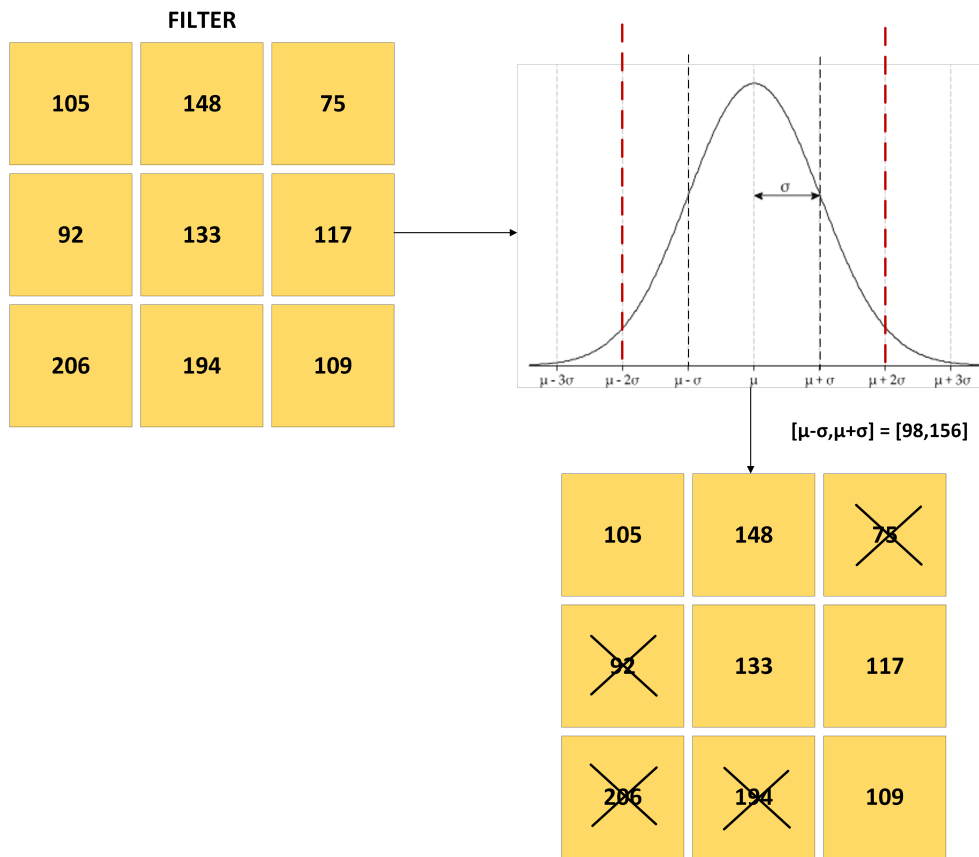 FILTER
105 148 75
92 133 117
206 194 109
σ
μ - 3σ μ - 2σ μ - σ μ μ + σ μ + 2σ μ + 3σ
[μ-σ,μ+σ] = [98,156]
105 148 75
92 133 117
206 194 109